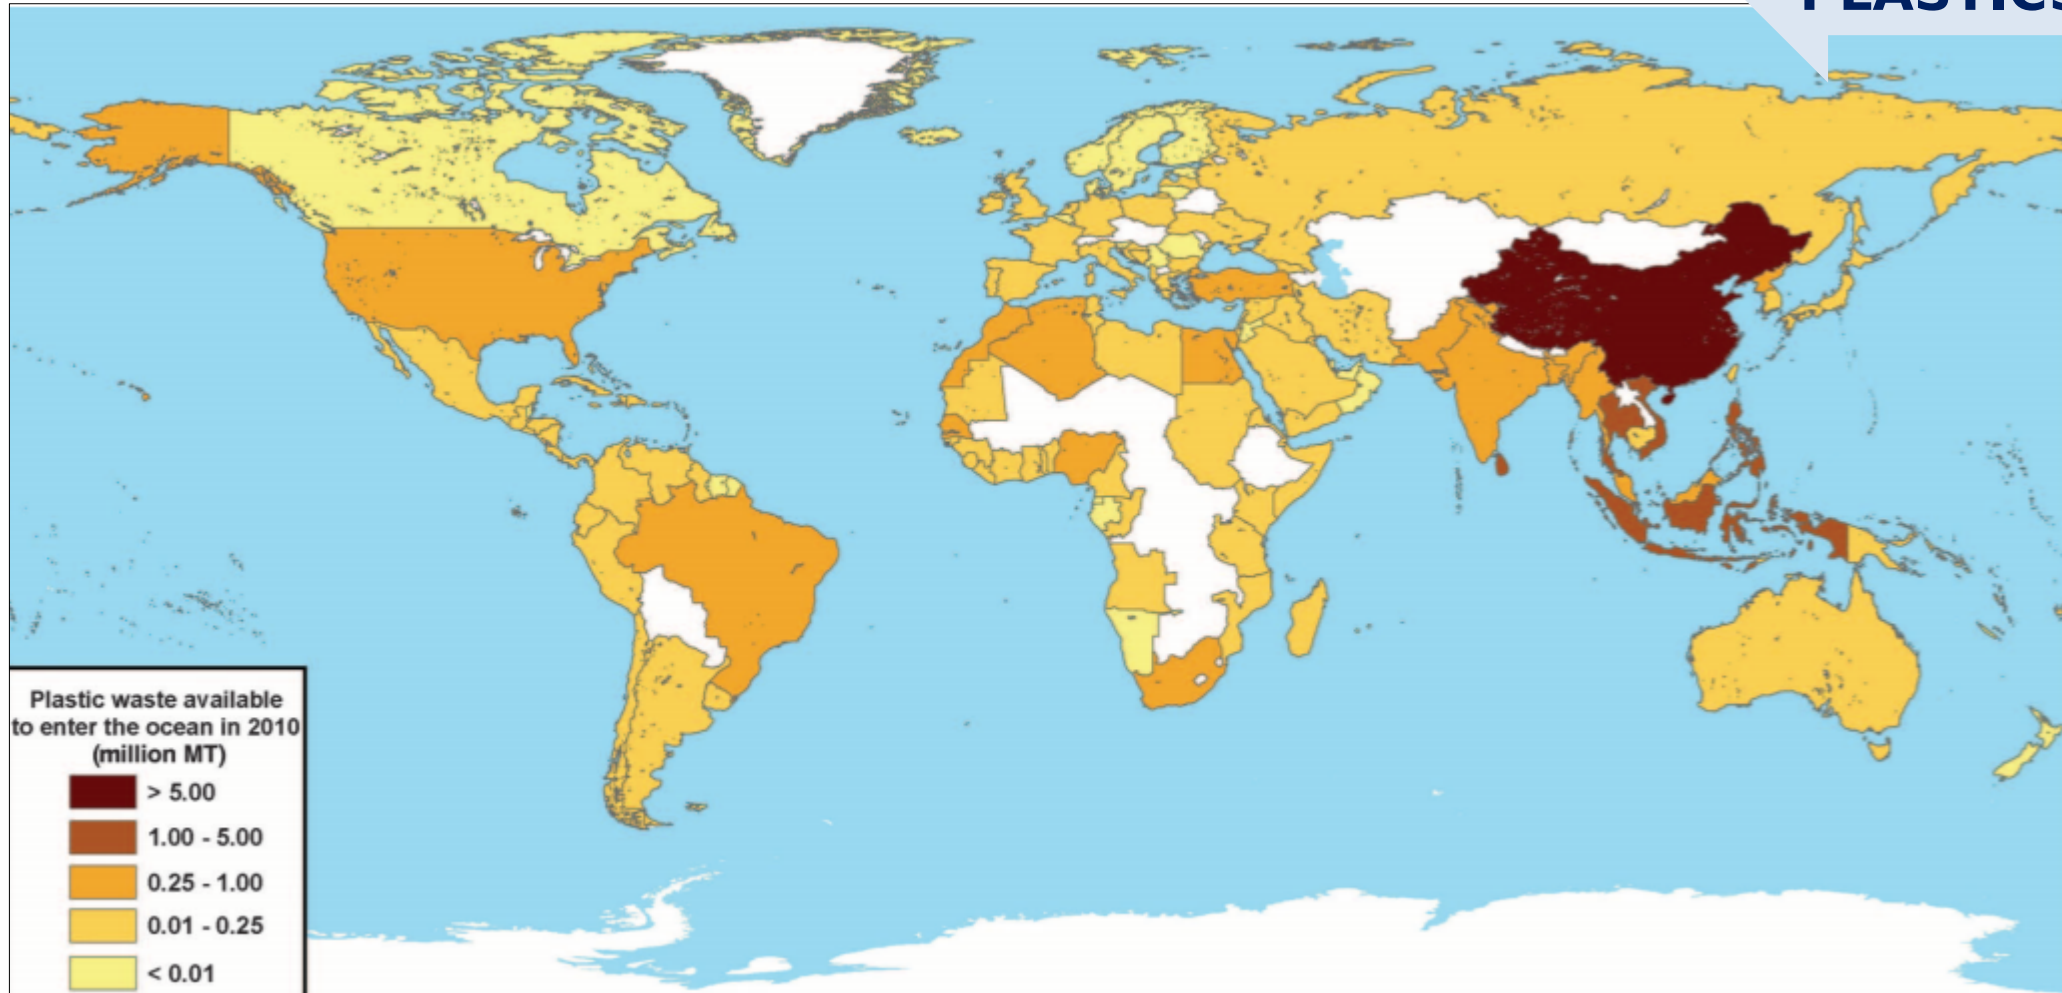 PLASTICS
Plastic waste available
to enter the ocean in 2010
(million MT)
> 5.00
1.00 - 5.00
0.25 - 1.00
0.01 - 0.25
< 0.01